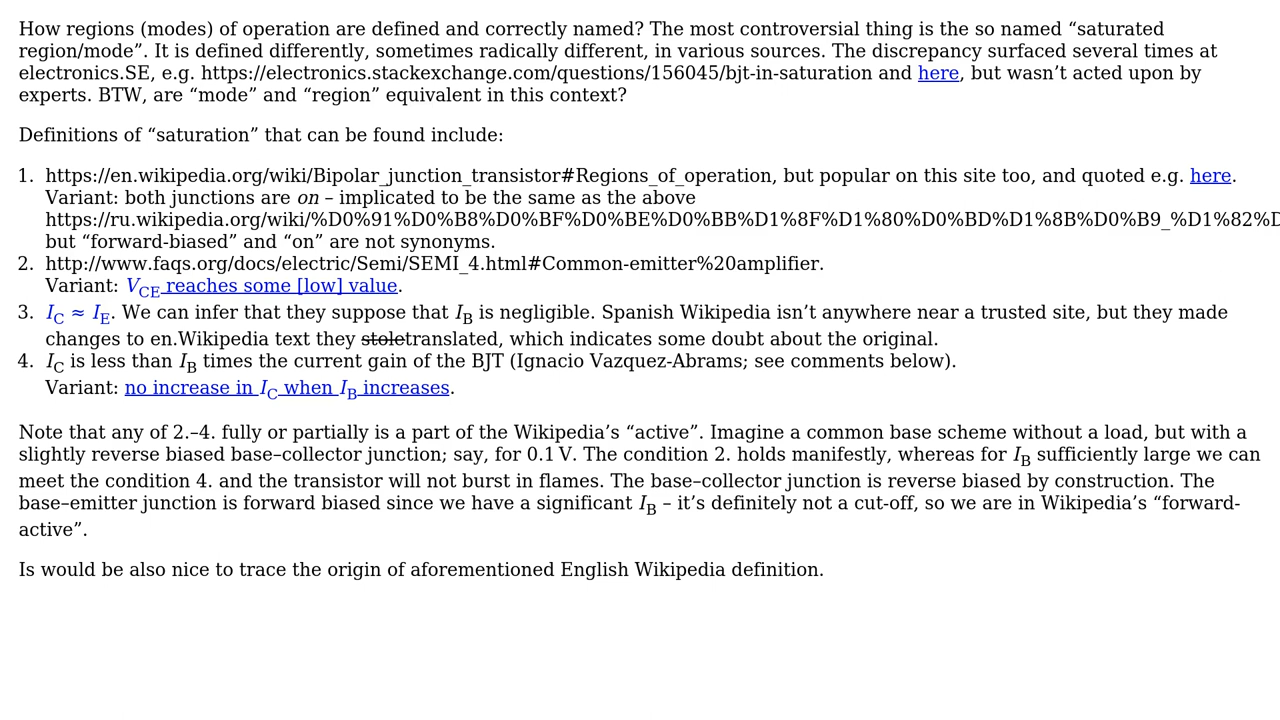 How regions (modes) of operation are defined and correctly named? The most controversial thing is the so named “saturated
region/mode”. It is defined differently, sometimes radically different, in various sources. The discrepancy surfaced several times at
electronics.SE, e.g. https://electronics.stackexchange.com/questions/156045/bjt-in-saturation and here, but wasn’t acted upon by
experts. BTW, are “mode” and “region” equivalent in this context?
Definitions of “saturation” that can be found include:
1. https://en.wikipedia.org/wiki/Bipolar_junction_transistor#Regions_of_operation, but popular on this site too, and quoted e.g. here.
Variant: both junctions are on – implicated to be the same as the above
https://ru.wikipedia.org/wiki/%D0%91%D0%B8%D0%BF%D0%BE%D0%BB%D1%8F%D1%80%D0%BD%D1%8B%D0%B9_%D1%82%D
but “forward-biased” and “on” are not synonyms.
2. http://www.faqs.org/docs/electric/Semi/SEMI_4.html#Common-emitter%20amplifier.
Variant: VCE reaches some [low] value.
3. IC ≈ IE. We can infer that they suppose that IB is negligible. Spanish Wikipedia isn’t anywhere near a trusted site, but they made
changes to en.Wikipedia text they stoletranslated, which indicates some doubt about the original.
4. IC is less than IB times the current gain of the BJT (Ignacio Vazquez-Abrams; see comments below).
Variant: no increase in IC when IB increases.
Note that any of 2.–4. fully or partially is a part of the Wikipedia’s “active”. Imagine a common base scheme without a load, but with a
slightly reverse biased base–collector junction; say, for 0.1 V. The condition 2. holds manifestly, whereas for IB sufficiently large we can
meet the condition 4. and the transistor will not burst in flames. The base–collector junction is reverse biased by construction. The
base–emitter junction is forward biased since we have a significant IB – it’s definitely not a cut-off, so we are in Wikipedia’s “forward-
active”.
Is would be also nice to trace the origin of aforementioned English Wikipedia definition.